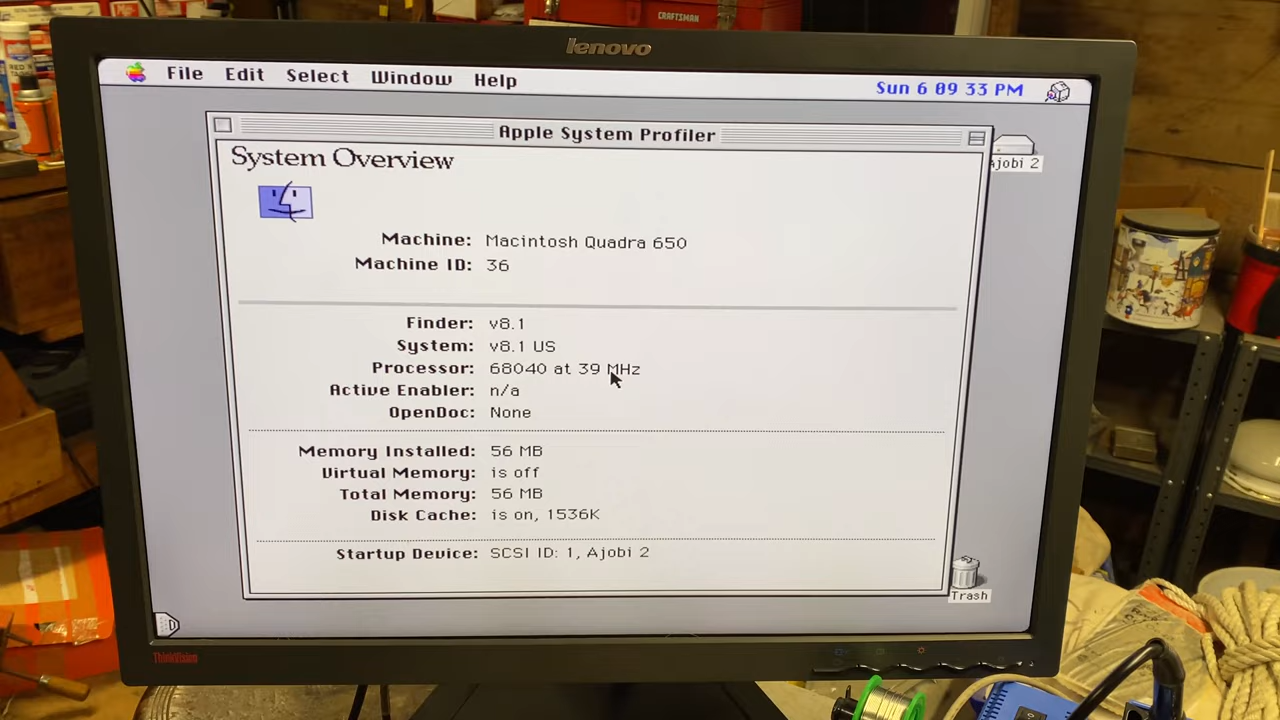 CRAFTSMAN
lenovo
File Edit Select Window Help
Sun 6 09 33 PM
Apple System Profiler
System Overview
Ajobi 2
Machine: Macintosh Quadra 650
Machine ID: 36
Finder: v8.1
System: v8.1 US
Processor: 68040 at 39 MHz
Active Enabler: n/a
OpenDoc: None
Memory Installed: 56 MB
Virtual Memory: is off
Total Memory: 56 MB
Disk Cache: is on, 1536K
Startup Device: SCSI ID: 1, Ajobi 2
Trash
ThinkVision